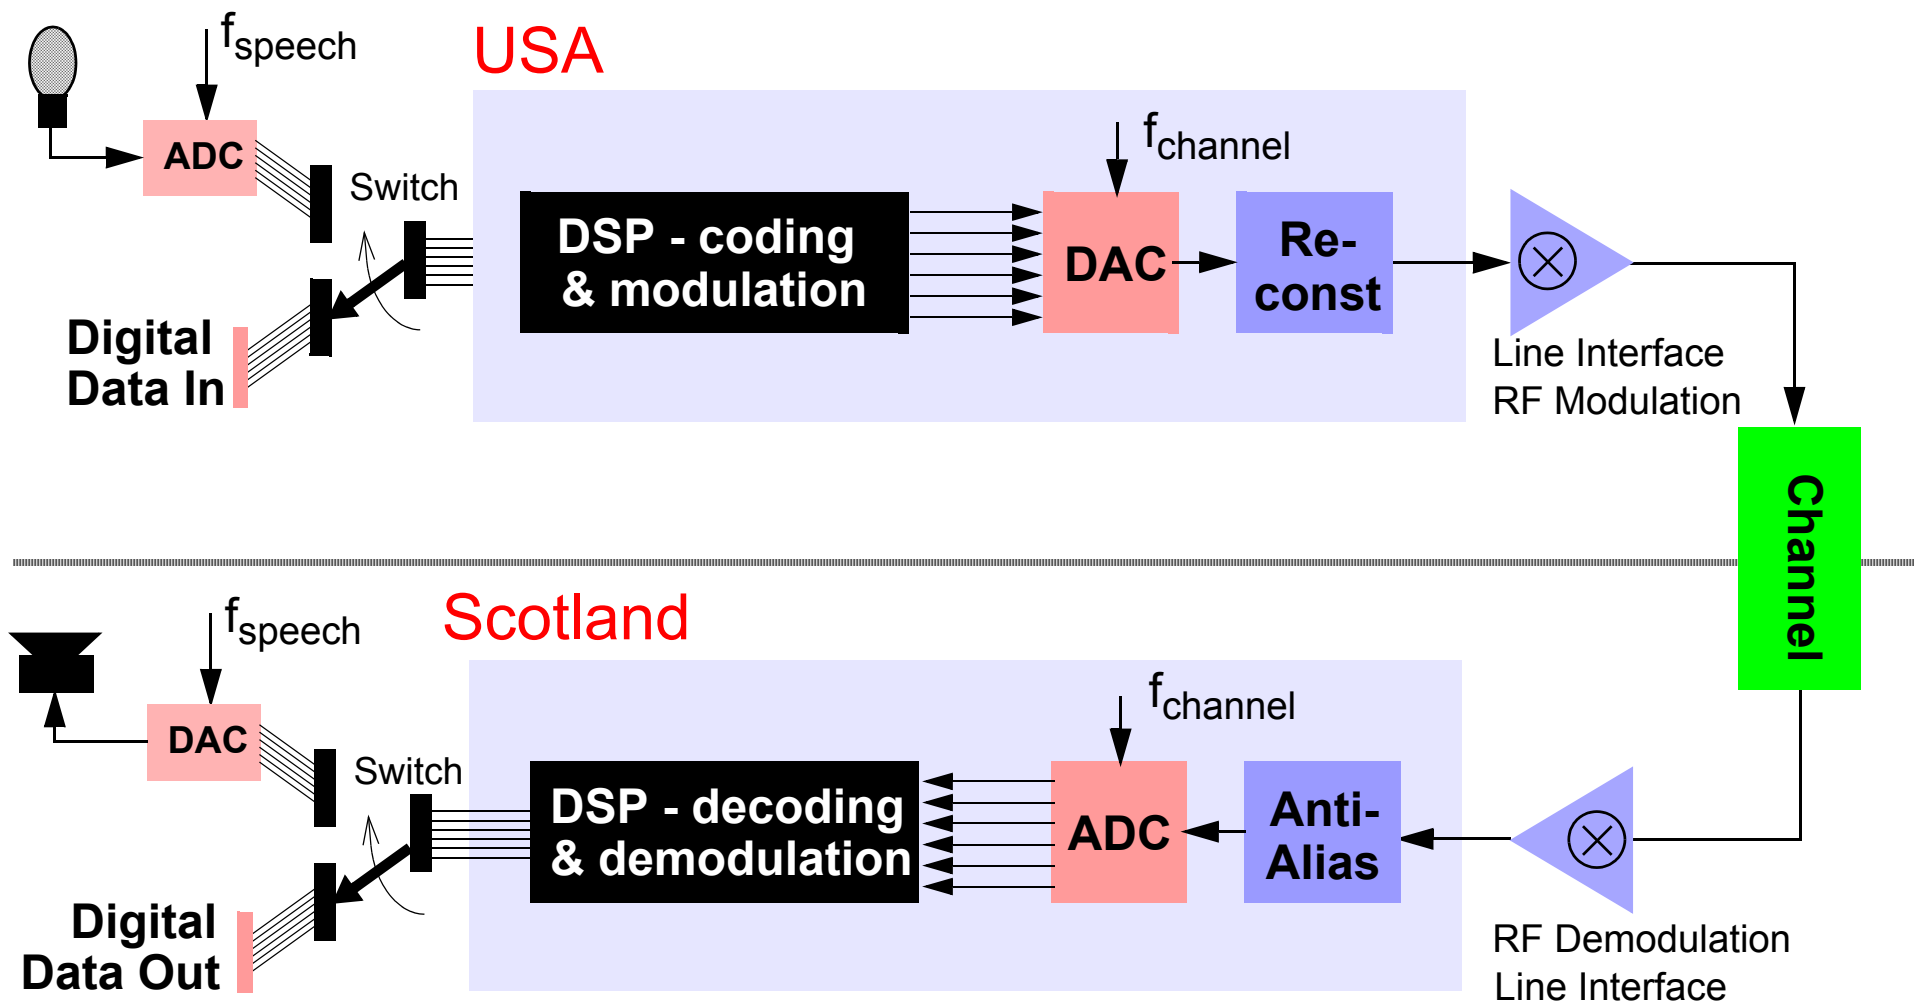 f speech
USA
ADC
Switch
f channel
DSP - coding
& modulation
DAC
Re-
const
Digital
Data In
Line Interface
RF Modulation
Channel
Scotland
f speech
DAC
Switch
f channel
DSP - decoding
& demodulation
ADC
Anti-
Alias
Digital
Data Out
RF Demodulation
Line Interface